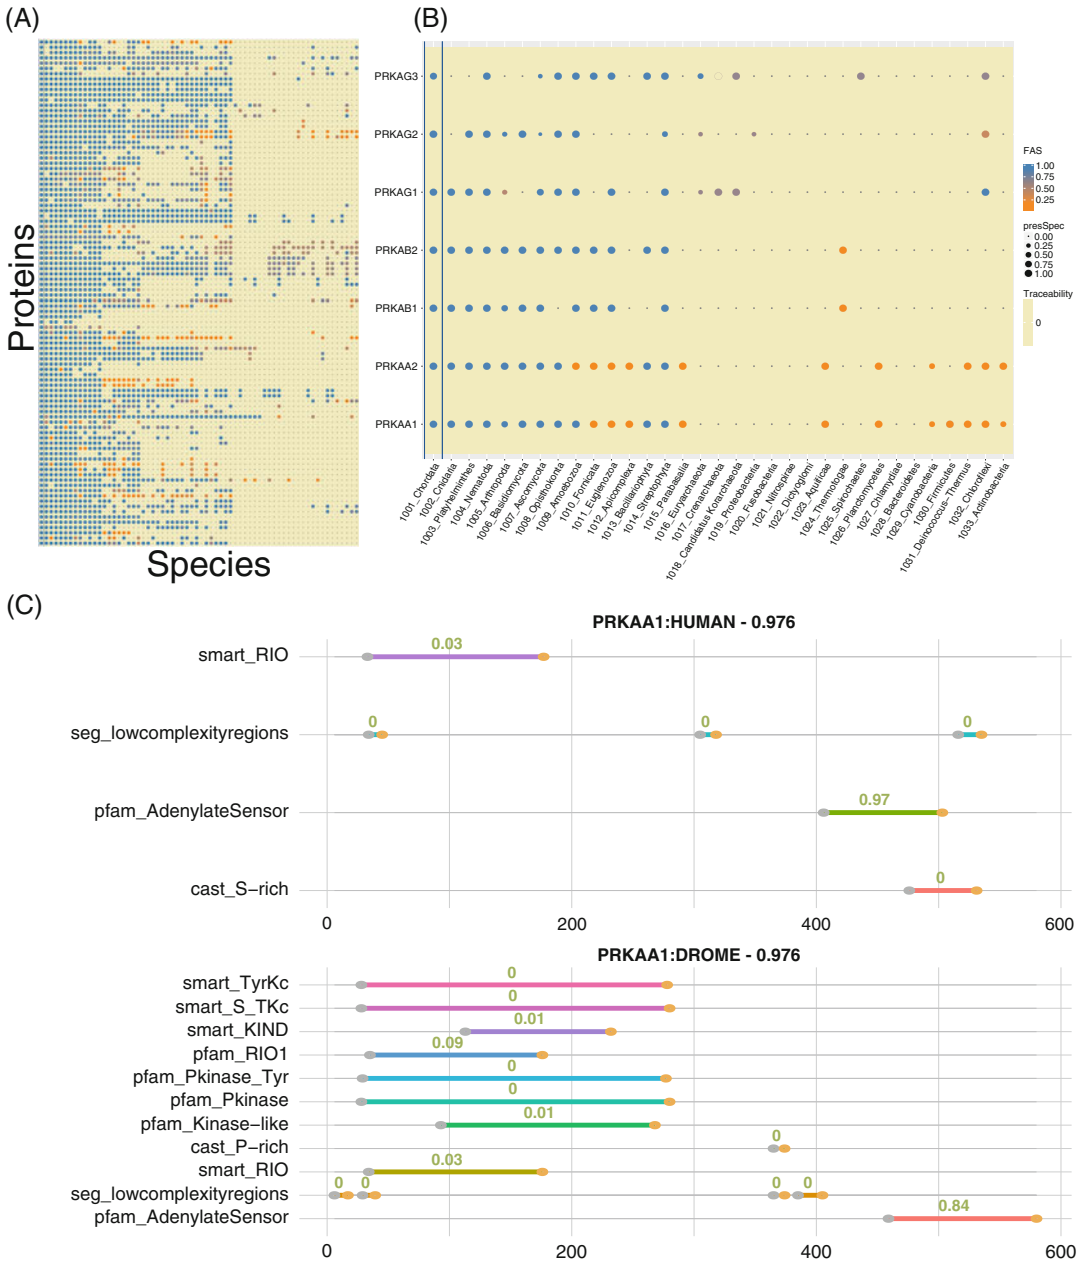 (A)
Proteins
Species
(B)
PRKAG3
PRKAG2
PRKAG1
PRKAB2
PRKAB1
PRKAA2
PRKAA1
1001_Chordata
1002_Cnidaria
1003_Platyhelminthes
1004_Nematoda
1005_Arthropoda
1006_Basidiomycota
1007_Ascomycota
1008_Opisthokonta
1009_Amoebozoa
1010_Fornicata
1011_Euglenozoa
1012_Apicomplexa
1013_Bacillariophyta
1014_Streptophyta
1015_Parabasalia
1016_Euryarchaeota
1017_Crenarchaeota
1018_Candidatus Korarchaeota
1019_Proteobacteria
1020_Fusobacteria
1021_Nitrospirae
1022_Dictyoglomi
1023_Aquificae
1024_Thermotogae
1025_Spirochaetes
1026_Planctomycetes
1027_Chlamydiae
1028_Bacteroidetes
1029_Cyanobacteria
1030_Firmicutes
1031_Deinococcus−Thermus
1032_Chloroflexi
1033_Actinobacteria
FAS
1.00
0.75
0.50
0.25
presSpec
0.00
0.25
0.50
0.75
1.00
Traceability
0
(C)
PRKAA1:HUMAN - 0.976
smart_RIO
0.03
seg_lowcomplexityregions
0 0 0
pfam_AdenylateSensor
0.97
cast_S−rich
0
0 200 400 600
PRKAA1:DROME - 0.976
smart_TyrKc
0
smart_S_TKc
0
smart_KIND
0.01
pfam_RIO1
0.09
pfam_Pkinase_Tyr
0
pfam_Pkinase
0
pfam_Kinase−like
0.01
cast_P−rich
0
smart_RIO
0.03
seg_lowcomplexityregions
0 0 0 0
pfam_AdenylateSensor
0.84
0 200 400 600